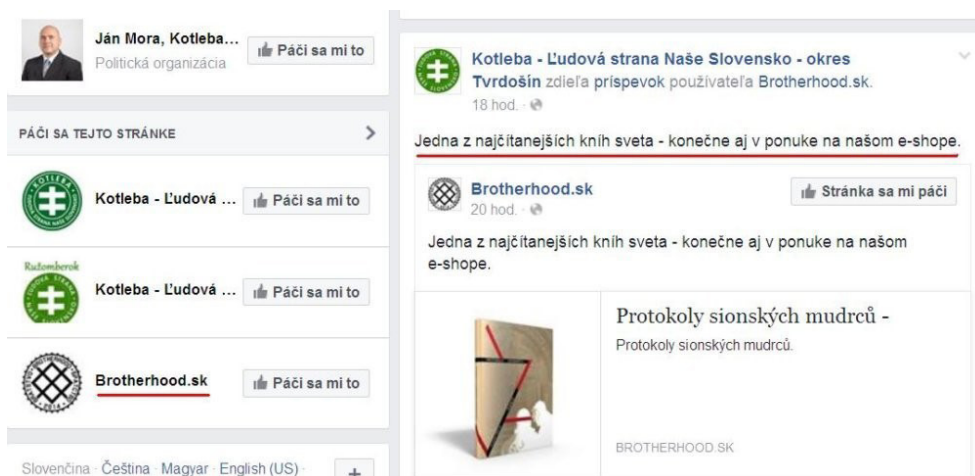 Ján Mora, Kotleba...
Politická organizácia
Páči sa mi to
PÁČI SA TEJTO STRÁNKE
KOTLEBA
Kotleba - Ľudová ...
Páči sa mi to
Ružomberok
Kotleba - Ľudová ...
Páči sa mi to
BROTHERHOOD
Brotherhood.sk
Páči sa mi to
Slovenčina · Čeština · Magyar · English (US) ·
+
Kotleba - Ľudová strana Naše Slovensko - okres
Tvrdošín zdieľa príspevok používateľa Brotherhood.sk.
18 hod. ·
Jedna z najčítanejších kníh sveta - konečne aj v ponuke na našom e-shope.
Brotherhood.sk
20 hod. ·
Stránka sa mi páči
Jedna z najčítanejších kníh sveta - konečne aj v ponuke na našom
e-shope.
Protokoly sionských mudrců -
Protokoly sionských mudrců.
BROTHERHOOD.SK